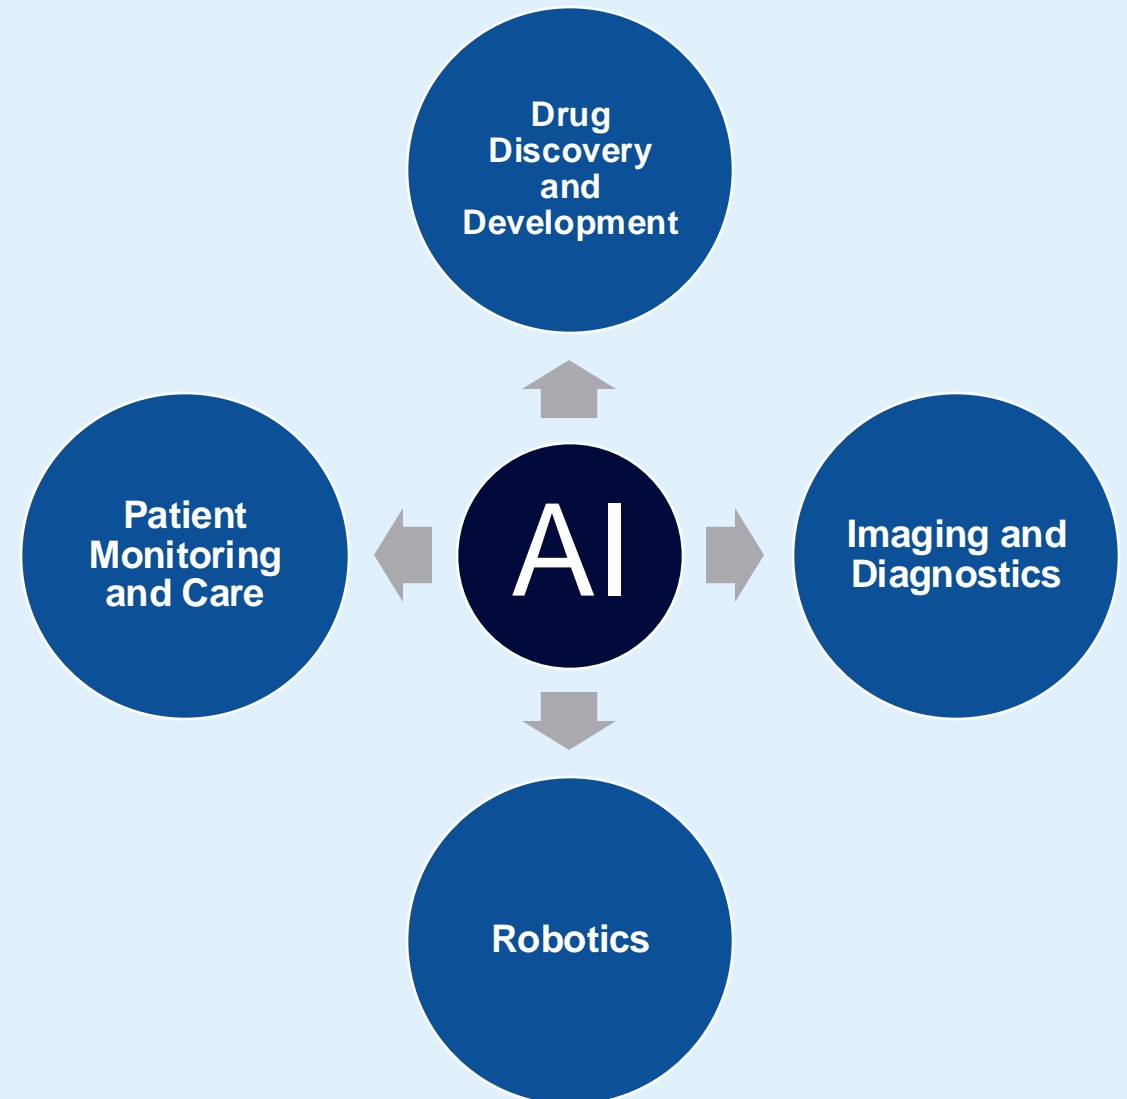 Drug
Discovery
and
Development
Patient
Monitoring
and Care
AI
Imaging and
Diagnostics
Robotics